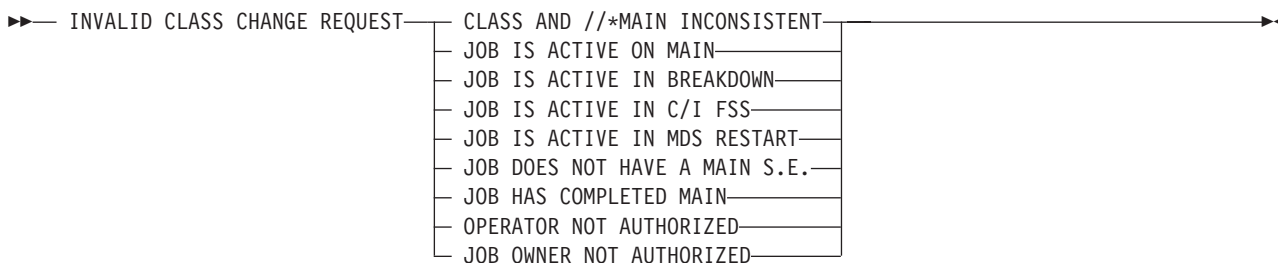 INVALID CLASS CHANGE REQUEST CLASS AND //*MAIN INCONSISTENT
JOB IS ACTIVE ON MAIN
JOB IS ACTIVE IN BREAKDOWN
JOB IS ACTIVE IN C/I FSS
JOB IS ACTIVE IN MDS RESTART
JOB DOES NOT HAVE A MAIN S.E.
JOB HAS COMPLETED MAIN
OPERATOR NOT AUTHORIZED
JOB OWNER NOT AUTHORIZED